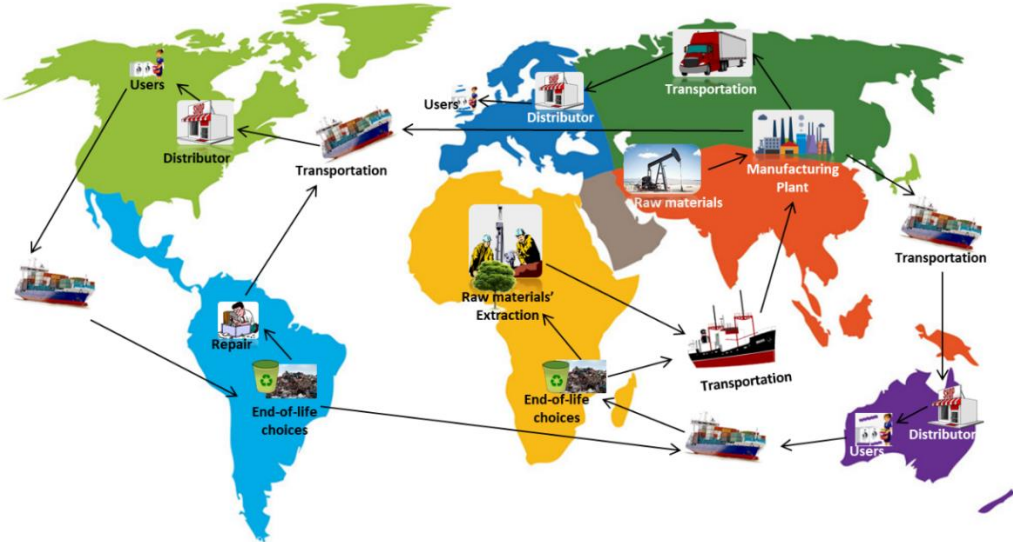 Users
Distributor
Transportation
Users
Distributor
Transportation
Raw materials
Manufacturing
Plant
Transportation
Raw materials'
Extraction
Repair
End-of-life
choices
End-of-life
choices
Transportation
Users
Distributor